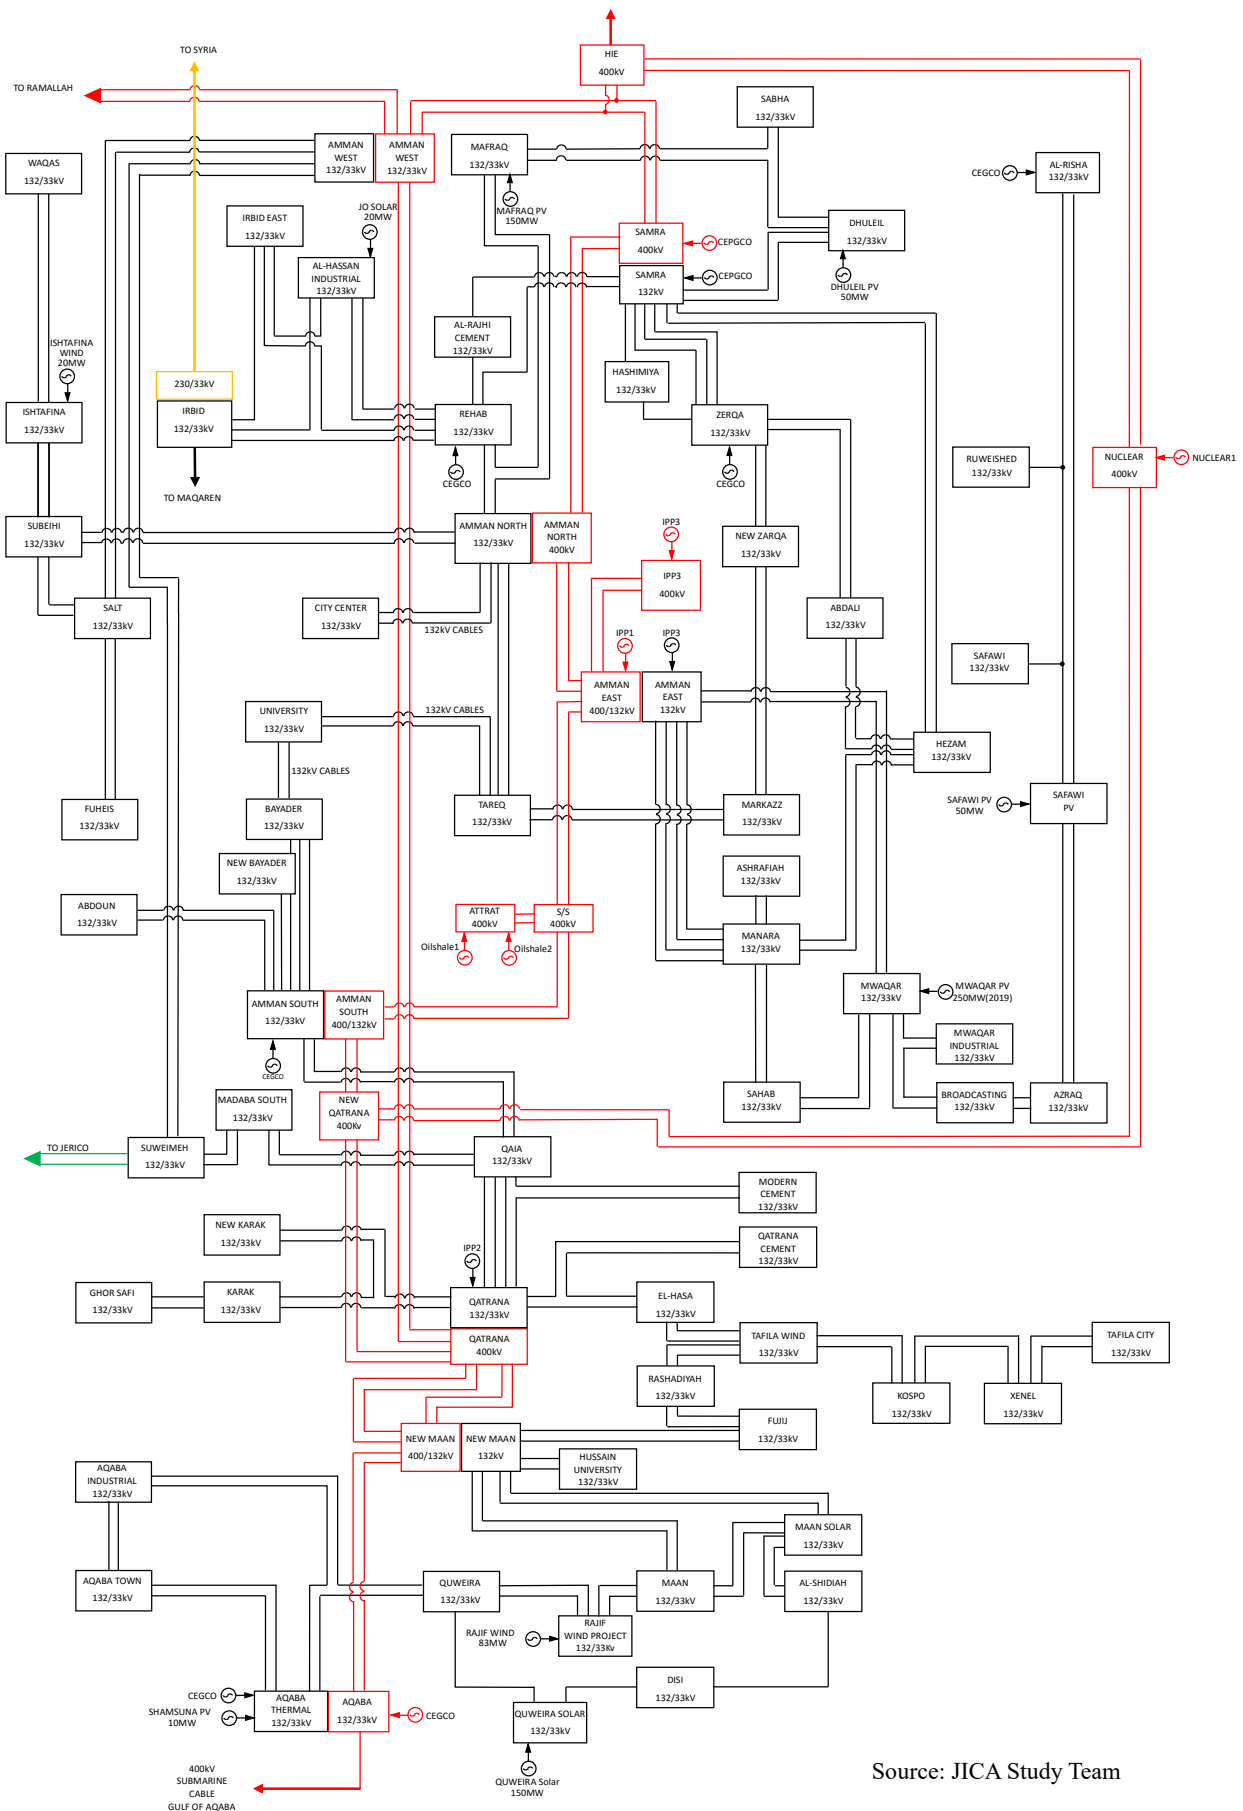 TO SYRIA
TO RAMALLAH
HIE
400kV
AMMAN
WEST
132/33kV
AMMAN
WEST
132/33kV
MAFRAQ
132/33kV
MAFRAQ PV
150MW
SABHA
132/33kV
WAQAS
132/33kV
CEGCO
AL-RISHA
132/33kV
IRBID EAST
132/33kV
JO SOLAR
20MW
AL-HASSAN
INDUSTRIAL
132/33kV
SAMRA
400kV
CEPGCO
SAMRA
132kV
CEPGCO
DHULEIL
132/33kV
DHULEIL PV
50MW
AL-RAJHI
CEMENT
132/33kV
ISHTAFINA
WIND
20MW
HASHIMIYA
132/33kV
230/33kV
IRBID
132/33kV
TO MAQAREN
ISHTAFINA
132/33kV
REHAB
132/33kV
CEGCO
ZERQA
132/33kV
CEGCO
RUWEISHED
132/33kV
NUCLEAR
400kV
NUCLEAR1
SUBEIHI
132/33kV
AMMAN NORTH
132/33kV
AMMAN
NORTH
400kV
IPP3
IPP3
400kV
NEW ZARQA
132/33kV
SALT
132/33kV
CITY CENTER
132/33kV
132kV CABLES
ABDALI
132/33kV
IPP1
IPP3
AMMAN
EAST
400/132kV
AMMAN
EAST
132kV
SAFAWI
132/33kV
UNIVERSITY
132/33kV
132kV CABLES
132kV CABLES
HEZAM
132/33kV
FUHEIS
132/33kV
BAYADER
132/33kV
TAREQ
132/33kV
MARKAZZ
132/33kV
SAFAWI PV
50MW
SAFAWI
PV
NEW BAYADER
132/33kV
ASHRAFIAH
132/33kV
ABDOUN
132/33kV
ATTRAT
400kV
S/S
400kV
Oilshale1
Oilshale2
MANARA
132/33kV
AMMAN SOUTH
132/33kV
AMMAN
SOUTH
400/132kV
CEGCO
MWAQAR
132/33kV
MWAQAR PV
250MW(2019)
MWAQAR
INDUSTRIAL
132/33kV
MADABA SOUTH
132/33kV
NEW
QATRANA
400Kv
SAHAB
132/33kV
BROADCASTING
132/33kV
AZRAQ
132/33kV
TO JERICO
SUWEIMEH
132/33kV
QAIA
132/33kV
MODERN
CEMENT
132/33kV
NEW KARAK
132/33kV
QATRANA
CEMENT
132/33kV
IPP2
GHOR SAFI
132/33kV
KARAK
132/33kV
QATRANA
132/33kV
QATRANA
400kV
EL-HASA
132/33kV
TAFILA WIND
132/33kV
TAFILA CITY
132/33kV
RASHADIYAH
132/33kV
KOSPO
132/33kV
XENEL
132/33kV
FUJIJ
132/33kV
NEW MAAN
400/132kV
NEW MAAN
132kV
HUSSAIN
UNIVERSITY
132/33kV
AQABA
INDUSTRIAL
132/33kV
MAAN SOLAR
132/33kV
AQABA TOWN
132/33kV
QUWEIRA
132/33kV
MAAN
132/33kV
AL-SHIDIAH
132/33kV
RAJIF WIND
83MW
RAJIF
WIND PROJECT
132/33Kv
DISI
132/33kV
CEGCO
SHAMSUNA PV
10MW
AQABA
THERMAL
132/33kV
AQABA
132/33kV
CEGCO
QUWEIRA SOLAR
132/33kV
QUWEIRA Solar
150MW
400kV
SUBMARINE
CABLE
GULF OF AQABA
Source: JICA Study Team